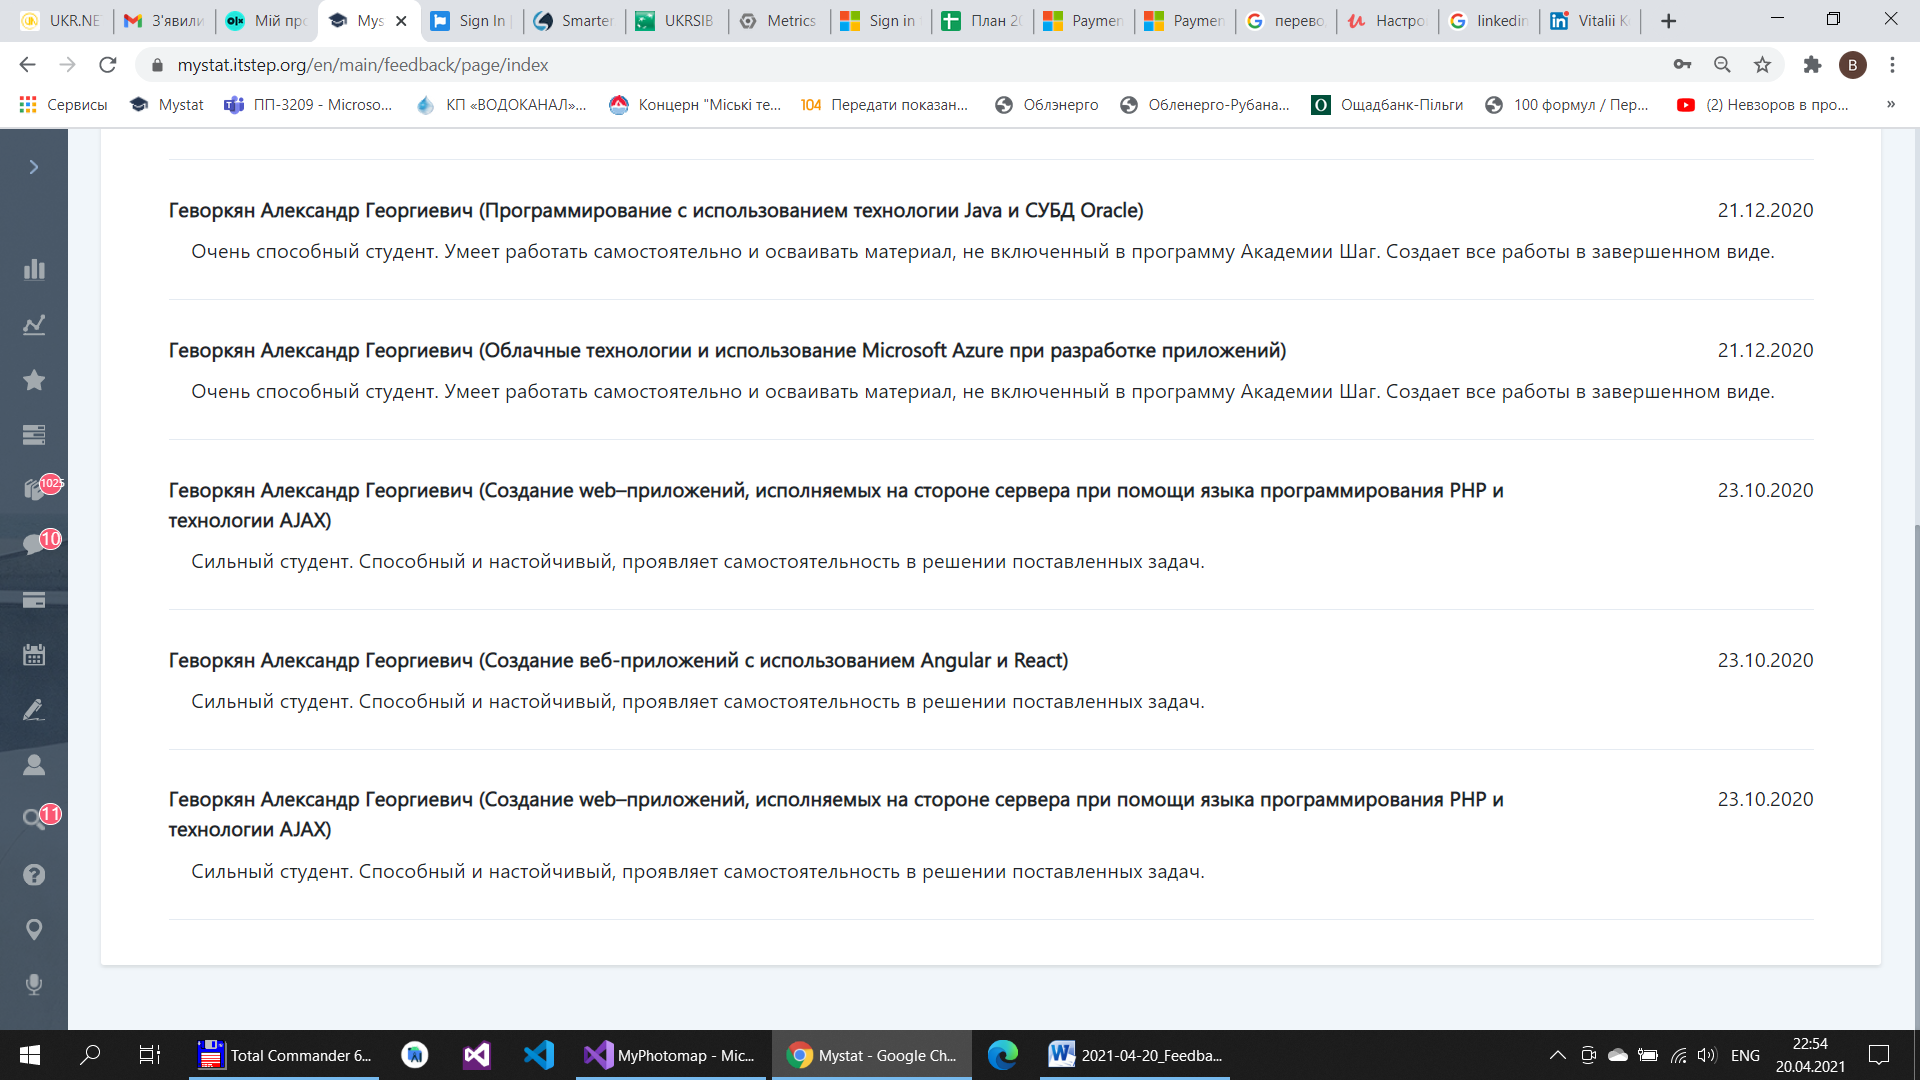 UKR.NE
З'явили
Мій про
Mys
Sign In
Smarter
UKRSIB
Metrics
Sign in
План 20
Paymen
Paymen
перево
Настро
linkedin
Vitalii K
mystat.itstep.org/en/main/feedback/page/index
B
Сервисы
Mystat
ПП-3209 - Microso...
КП «ВОДОКАНАЛ»...
Концерн "Міські те...
104 Передати показан...
Облэнерго
Обленерго-Рубана...
Ощадбанк-Пільги
100 формул / Пер...
(2) Невзоров в про...
»
Геворкян Александр Георгиевич (Программирование с использованием технологии Java и СУБД Oracle) 21.12.2020
Очень способный студент. Умеет работать самостоятельно и осваивать материал, не включенный в программу Академии Шаг. Создает все работы в завершенном виде.
Геворкян Александр Георгиевич (Облачные технологии и использование Microsoft Azure при разработке приложений) 21.12.2020
Очень способный студент. Умеет работать самостоятельно и осваивать материал, не включенный в программу Академии Шаг. Создает все работы в завершенном виде.
1025
Геворкян Александр Георгиевич (Создание web–приложений, исполняемых на стороне сервера при помощи языка программирования PHP и 23.10.2020
технологии AJAX)
10
Сильный студент. Способный и настойчивый, проявляет самостоятельность в решении поставленных задач.
Геворкян Александр Георгиевич (Создание веб-приложений с использованием Angular и React) 23.10.2020
Сильный студент. Способный и настойчивый, проявляет самостоятельность в решении поставленных задач.
Геворкян Александр Георгиевич (Создание web–приложений, исполняемых на стороне сервера при помощи языка программирования PHP и 23.10.2020
технологии AJAX)
11
Сильный студент. Способный и настойчивый, проявляет самостоятельность в решении поставленных задач.
Total Commander 6...
MyPhotomap - Mic...
Mystat - Google Ch...
2021-04-20_Feedba...
ENG
22:54
20.04.2021